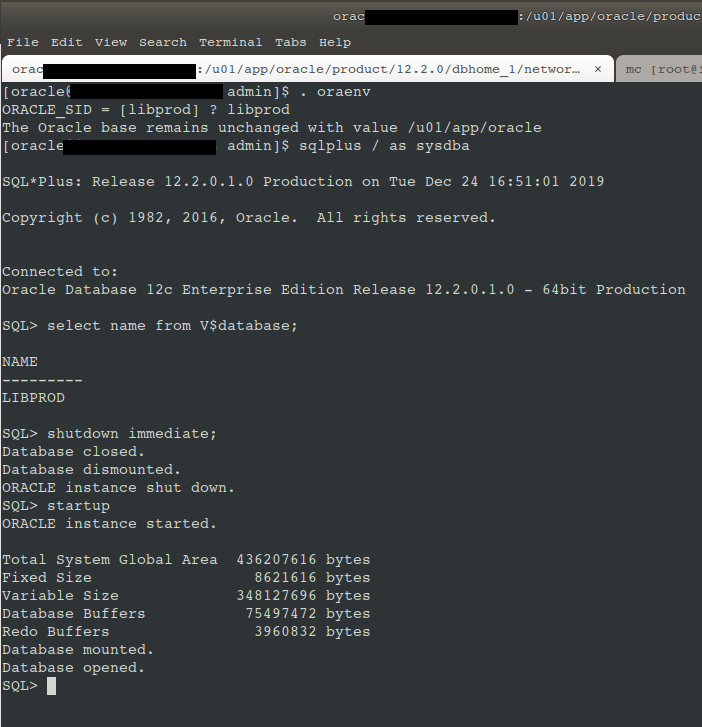 orac :/u01/app/oracle/produc
File Edit View Search Terminal Tabs Help
orac :/u01/app/oracle/product/12.2.0/dbhome_1/networ... × mc [root@
[oracle@ admin]$ . oraenv
ORACLE_SID = [libprod] ? libprod
The Oracle base remains unchanged with value /u01/app/oracle
[oracle admin]$ sqlplus / as sysdba
SQL*Plus: Release 12.2.0.1.0 Production on Tue Dec 24 16:51:01 2019
Copyright (c) 1982, 2016, Oracle.  All rights reserved.
Connected to:
Oracle Database 12c Enterprise Edition Release 12.2.0.1.0 - 64bit Production
SQL> select name from V$database;
NAME
---------
LIBPROD
SQL> shutdown immediate;
Database closed.
Database dismounted.
ORACLE instance shut down.
SQL> startup
ORACLE instance started.
Total System Global Area  436207616 bytes
Fixed Size                  8621616 bytes
Variable Size             348127696 bytes
Database Buffers           75497472 bytes
Redo Buffers                3960832 bytes
Database mounted.
Database opened.
SQL>